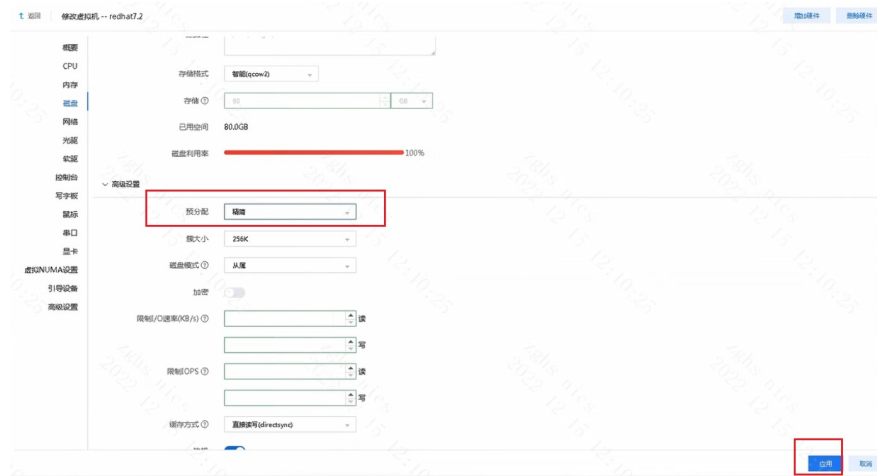 返回 修改虚拟机 -- redhat7.2 增加硬件 删除硬件
概要
CPU
内存
磁盘
网络
光驱
软驱
控制台
写字板
鼠标
串口
显卡
虚拟NUMA设置
引导设备
高级设置
存储格式 智能(qcow2)
存储 GB
已用空间 80.0GB
磁盘利用率 100%
高级设置
预分配 精简
簇大小 256K
磁盘模式 从属
加密
限制I/O速率(KB/s) 读
写
限制IOPS 读
写
缓存方式 直接读写(directsync)
应用 取消